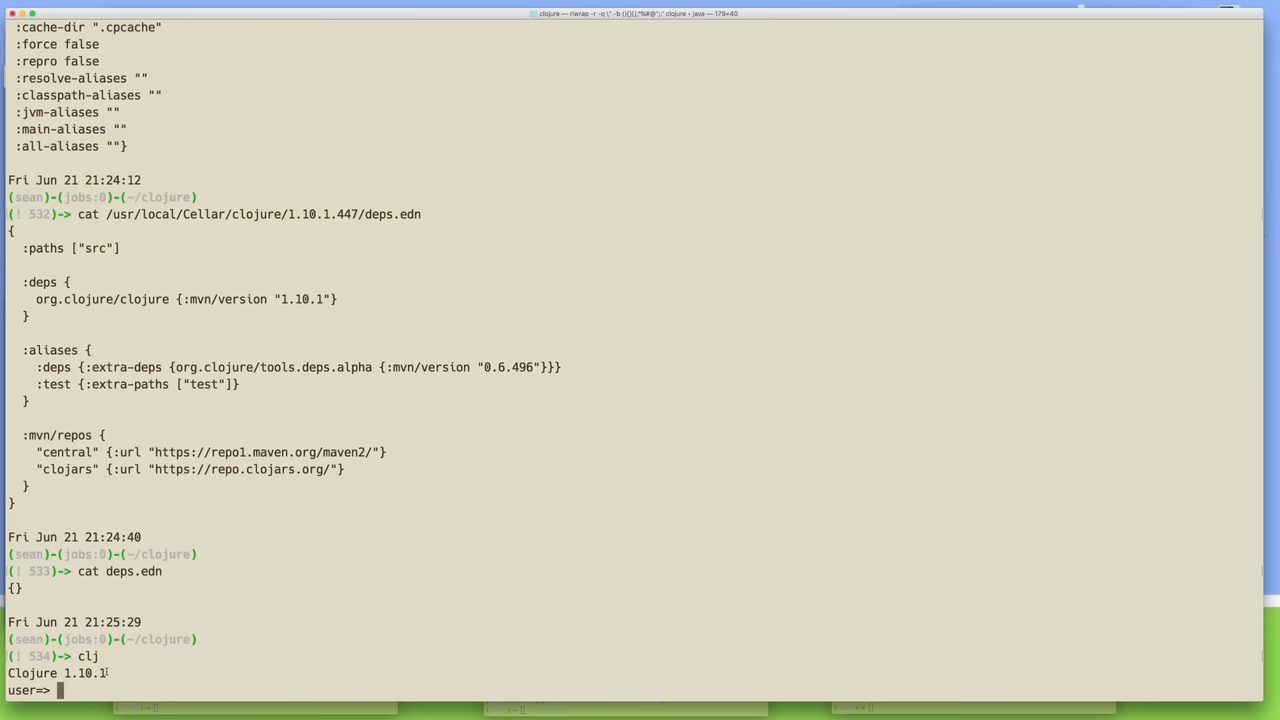 clojure — rlwrap -r -q \" -b (){}[],^%#@";:' clojure • java — 179×40
:cache-dir ".cpcache"
:force false
:repro false
:resolve-aliases ""
:classpath-aliases ""
:jvm-aliases ""
:main-aliases ""
:all-aliases ""}
Fri Jun 21 21:24:12
(sean)-(jobs:0)-(~/clojure)
(! 532)-> cat /usr/local/Cellar/clojure/1.10.1.447/deps.edn
{
:paths ["src"]
:deps {
org.clojure/clojure {:mvn/version "1.10.1"}
}
:aliases {
:deps {:extra-deps {org.clojure/tools.deps.alpha {:mvn/version "0.6.496"}}}
:test {:extra-paths ["test"]}
}
:mvn/repos {
"central" {:url "https://repo1.maven.org/maven2/"}
"clojars" {:url "https://repo.clojars.org/"}
}
}
Fri Jun 21 21:24:40
(sean)-(jobs:0)-(~/clojure)
(! 533)-> cat deps.edn
{}
Fri Jun 21 21:25:29
(sean)-(jobs:0)-(~/clojure)
(! 534)-> clj
Clojure 1.10.1
user=>